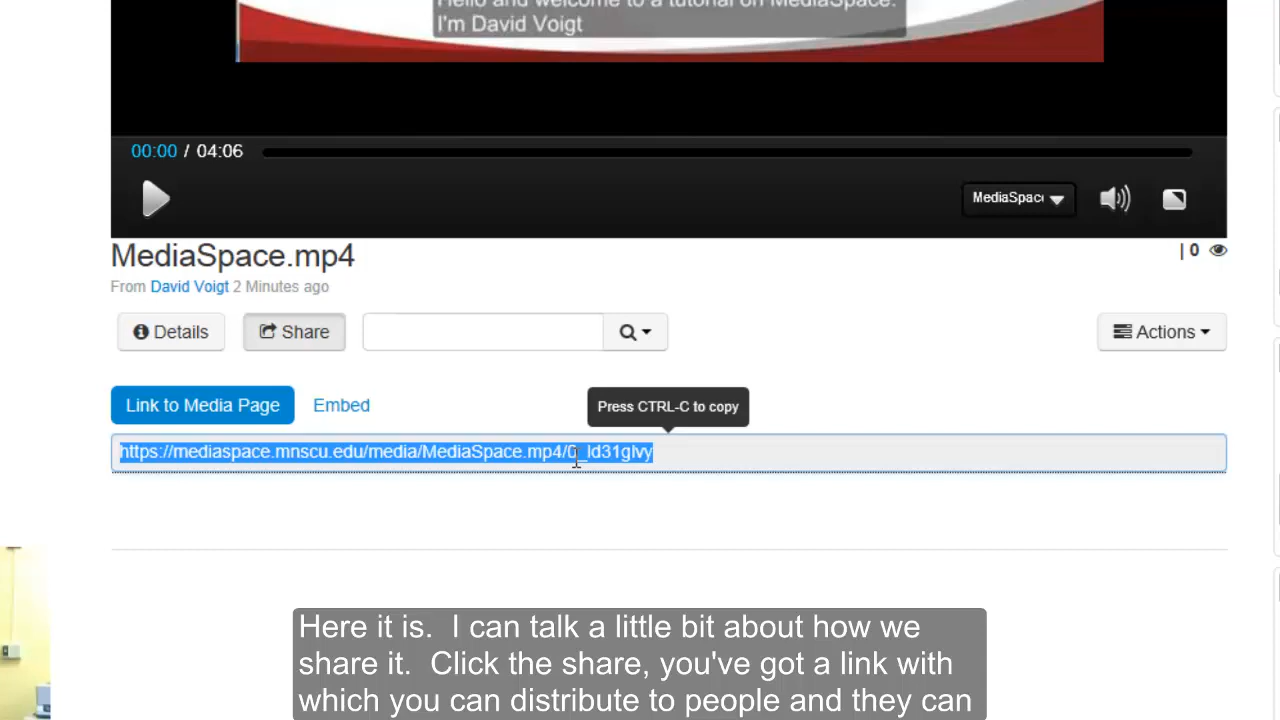 Hello and welcome to a tutorial on MediaSpace.
I'm David Voigt
00:00 / 04:06
MediaSpac
MediaSpace.mp4
| 0
From David Voigt 2 Minutes ago
Details
Share
Actions
Link to Media Page
Embed
Press CTRL-C to copy
https://mediaspace.mnscu.edu/media/MediaSpace.mp4/0_ld31glvy
Here it is.  I can talk a little bit about how we
share it.  Click the share, you've got a link with
which you can distribute to people and they can